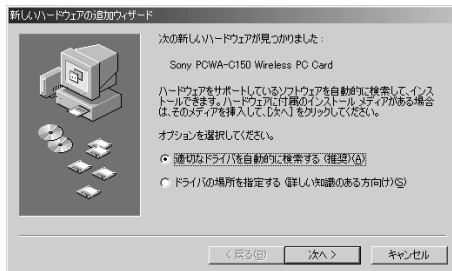 新しいハードウェアの追加ウィザード
次の新しいハードウェアが見つかりました：
Sony PCWA-C150 Wireless PC Card
ハードウェアをサポートしているソフトウェアを自動的に検索して、インス
トールできます。ハードウェアに付属のインストール メディアがある場合
は、そのメディアを挿入して、[次へ] をクリックしてください。
オプションを選択してください。
適切なドライバを自動的に検索する (推奨)(A)
ドライバの場所を指定する (詳しい知識のある方向け)(S)
< 戻る(B)
次へ >
キャンセル